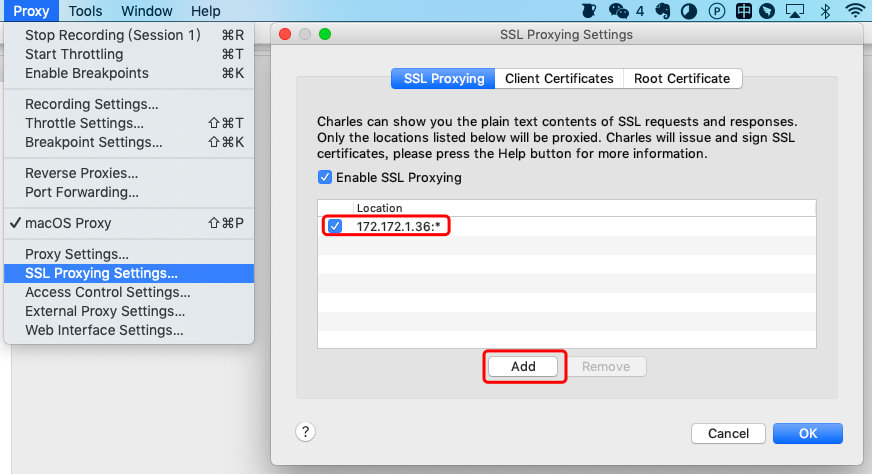 Proxy Tools Window Help 4
Stop Recording (Session 1) ⌘R
Start Throttling ⌘T
Enable Breakpoints ⌘K
Recording Settings...
Throttle Settings... ⇧⌘T
Breakpoint Settings... ⇧⌘K
Reverse Proxies...
Port Forwarding...
✓ macOS Proxy ⇧⌘P
Proxy Settings...
SSL Proxying Settings...
Access Control Settings...
External Proxy Settings...
Web Interface Settings...
SSL Proxying Settings
SSL Proxying Client Certificates Root Certificate
Charles can show you the plain text contents of SSL requests and responses.
Only the locations listed below will be proxied. Charles will issue and sign SSL
certificates, please press the Help button for more information.
Enable SSL Proxying
Location
172.172.1.36:*
Add Remove
? Cancel OK